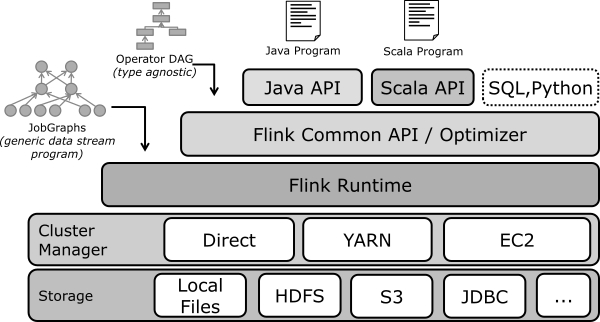 Operator DAG
(type agnostic)
Java Program
Scala Program
Java API
Scala API
SQL,Python
JobGraphs
(generic data stream
program)
Flink Common API / Optimizer
Flink Runtime
Cluster
Manager
Direct
YARN
EC2
Storage
Local
Files
HDFS
S3
JDBC
...